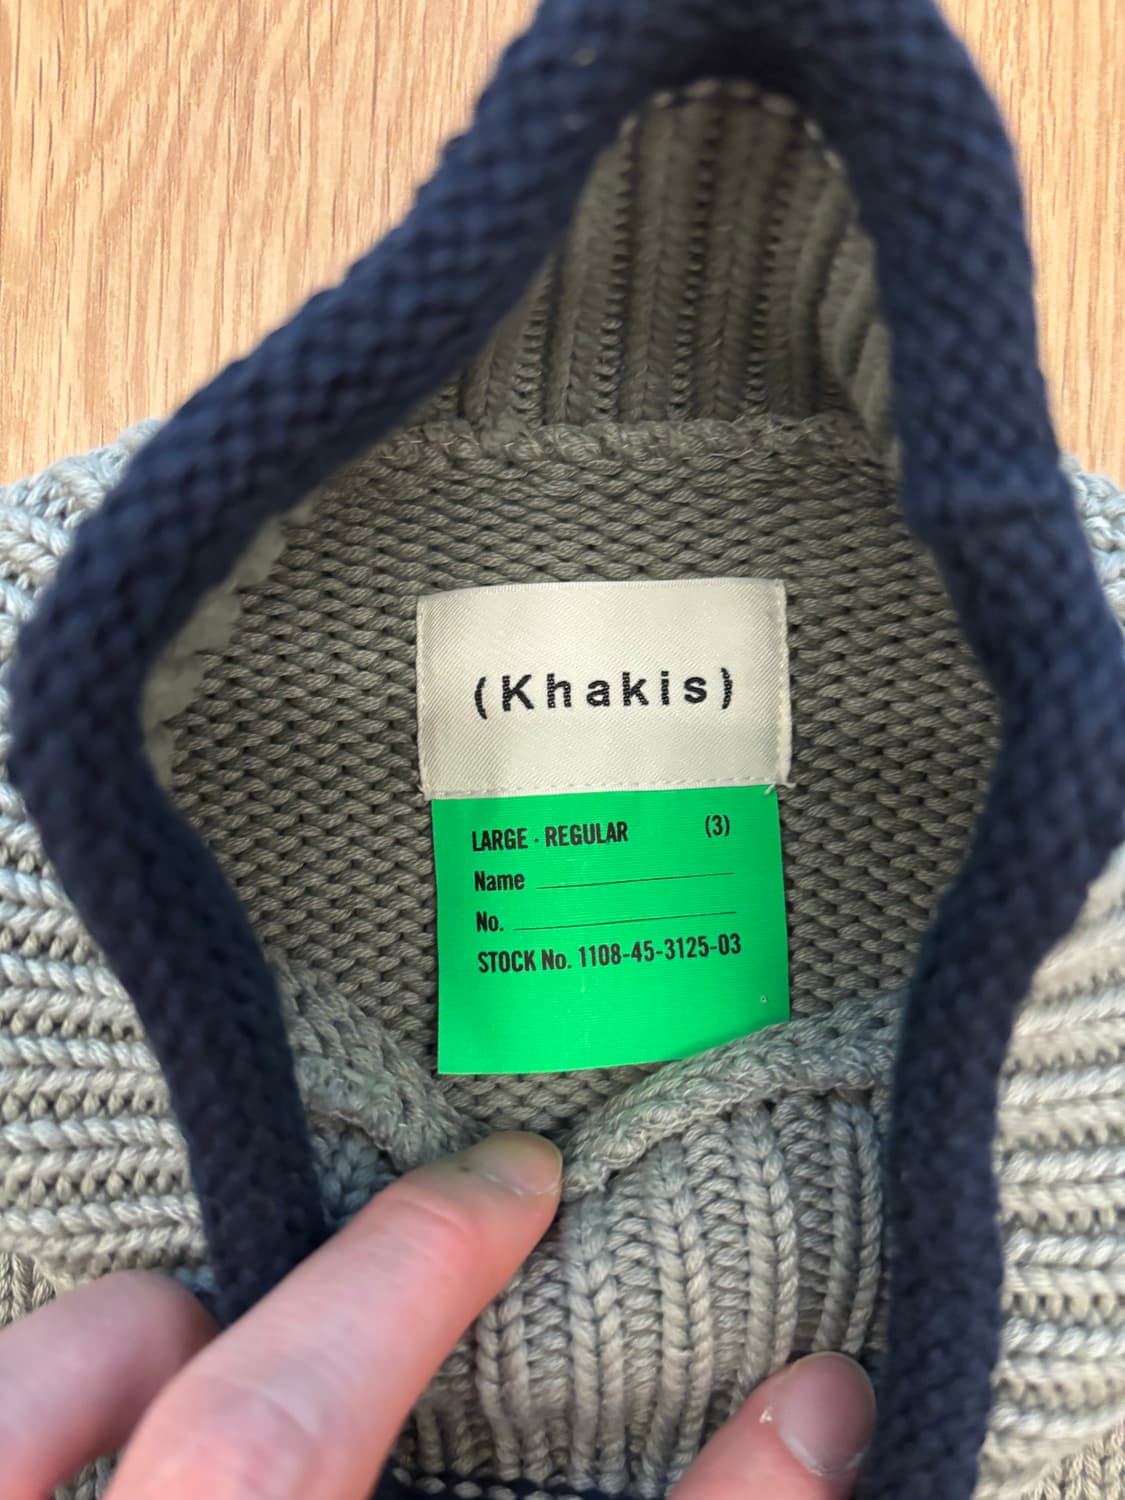 (Khakis)
LARGE · REGULAR (3)
Name
No.
STOCK No. 1108-45-3125-03